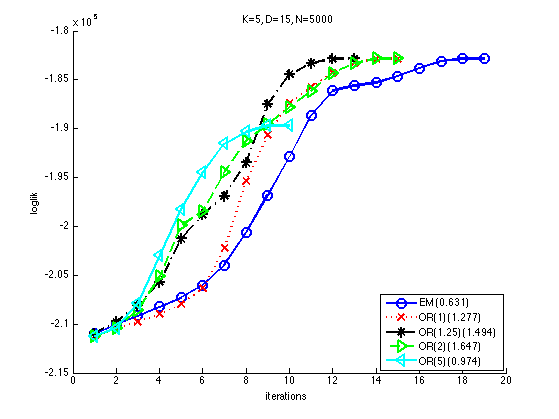 K=5, D=15, N=5000
x 10^5
-1.8
-1.85
-1.9
-1.95
-2
-2.05
-2.1
-2.15
loglik
0 2 4 6 8 10 12 14 16 18 20
iterations
EM(0.631)
OR(1)(1.277)
OR(1.25)(1.494)
OR(2)(1.647)
OR(5)(0.974)